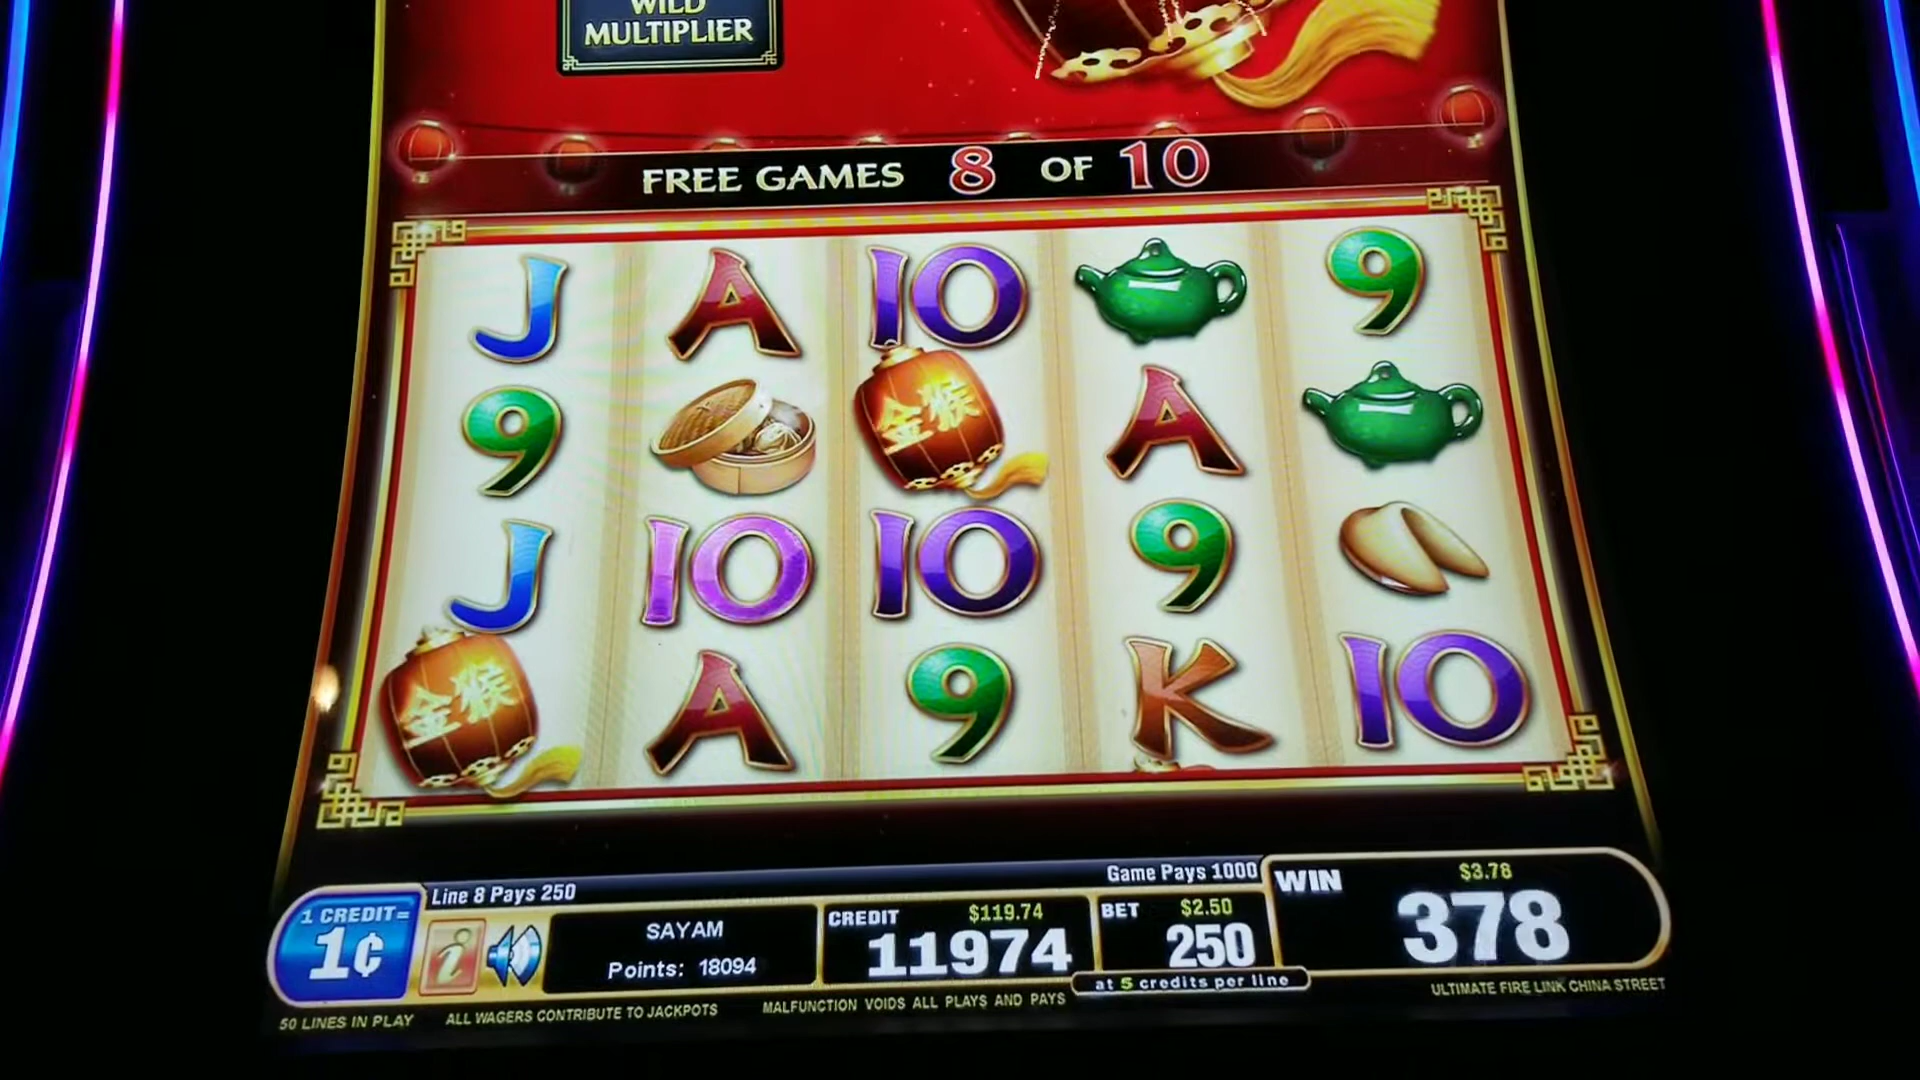 WILD
MULTIPLIER
FREE GAMES 8 OF 10
J A 10 9
9 金猴 A
J 10 10 9
金猴 A 9 K 10
Line 8 Pays 250
Game Pays 1000
1 CREDIT=
1¢
i
SAYAM
Points: 18094
CREDIT $119.74
11974
BET $2.50
250
at 5 credits per line
WIN $3.78
378
50 LINES IN PLAY
ALL WAGERS CONTRIBUTE TO JACKPOTS
MALFUNCTION VOIDS ALL PLAYS AND PAYS
ULTIMATE FIRE LINK CHINA STREET